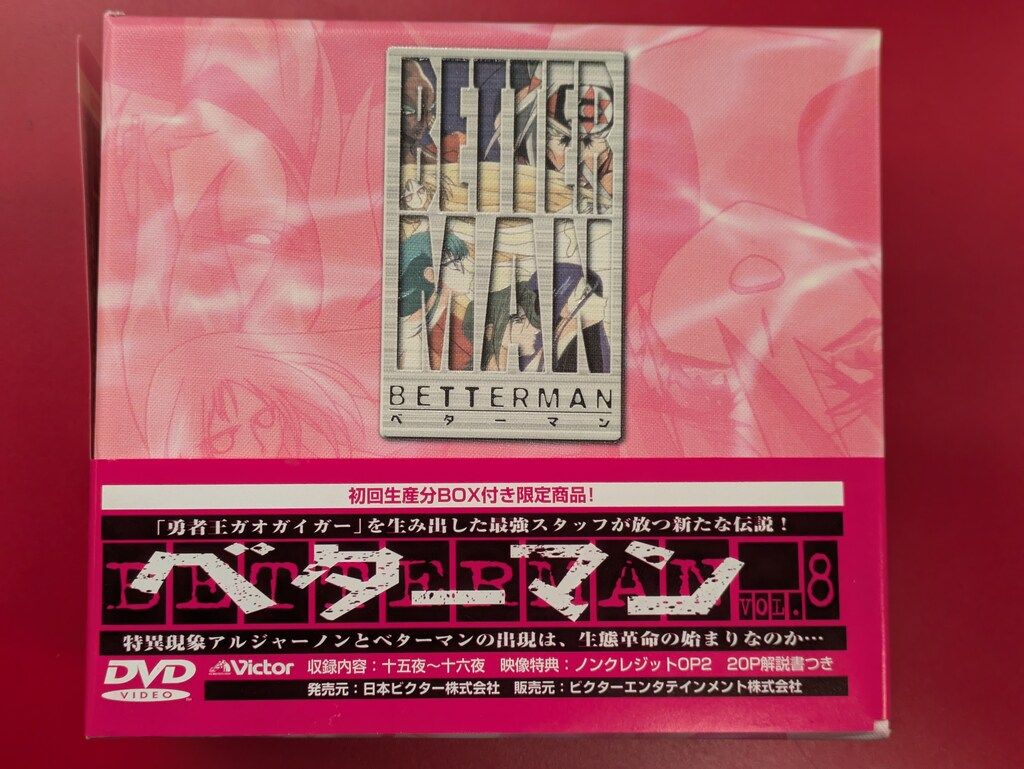 BETTER
MAN
BETTERMAN
ベターマン
初回生産分BOX付き限定商品!
「勇者王ガオガイガー」を生み出した最強スタッフが放つ新たな伝説!
BETTERMAN
ベターマン
VOL.8
特異現象アルジャーノンとベターマンの出現は、生態革命の始まりなのか…
DVD VIDEO Victor 収録内容:十五夜〜十六夜 映像特典:ノンクレジットOP2 20P解説書つき
発売元:日本ビクター株式会社 販売元:ビクターエンタテインメント株式会社